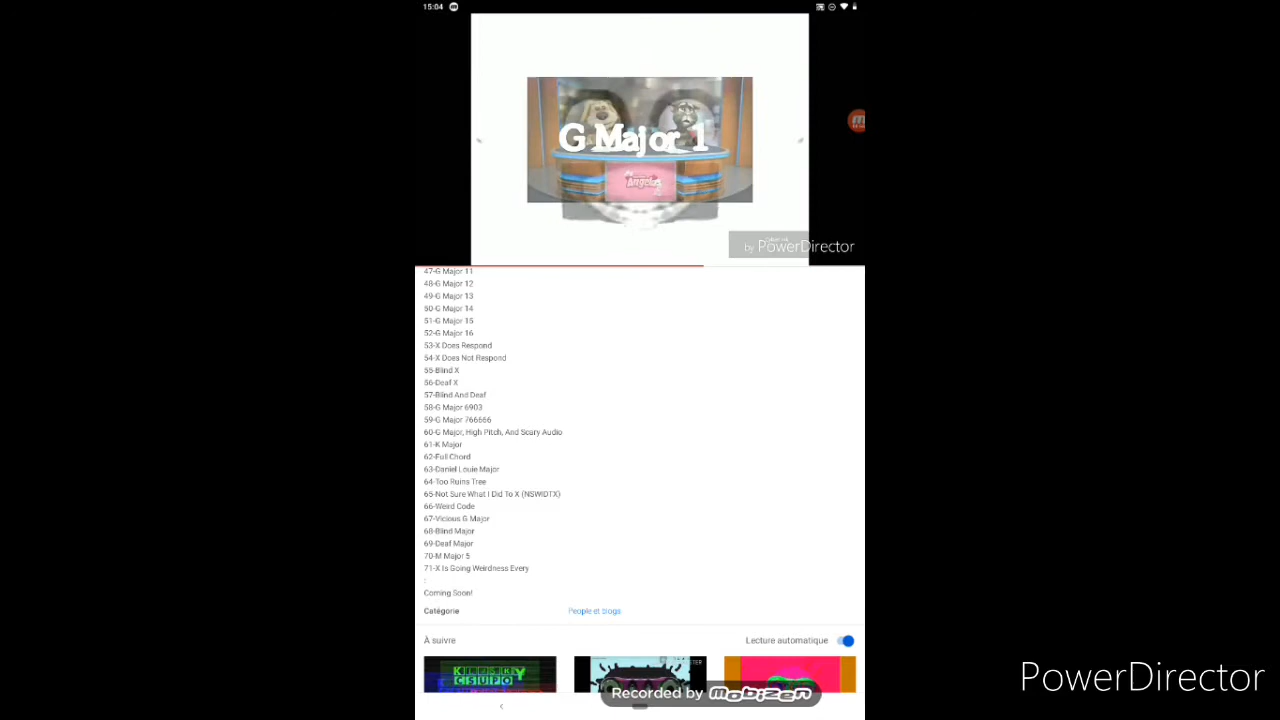 15:04
G Major 1
Angela
by PowerDirector
47-G Major 11
48-G Major 12
49-G Major 13
50-G Major 14
51-G Major 15
52-G Major 16
53-X Does Respond
54-X Does Not Respond
55-Blind X
56-Deaf X
57-Blind And Deaf
58-G Major 6903
59-G Major 766666
60-G Major, High Pitch, And Scary Audio
61-K Major
62-Full Chord
63-Daniel Louie Major
64-Too Ruins Tree
65-Not Sure What I Did To X (NSWIDTX)
66-Weird Code
67-Vicious G Major
68-Blind Major
69-Deaf Major
70-M Major 5
71-X Is Going Weirdness Every
:
Coming Soon!
Catégorie People et blogs
À suivre Lecture automatique
KLASKY
CSUPO
Recorded by mobizen
PowerDirector